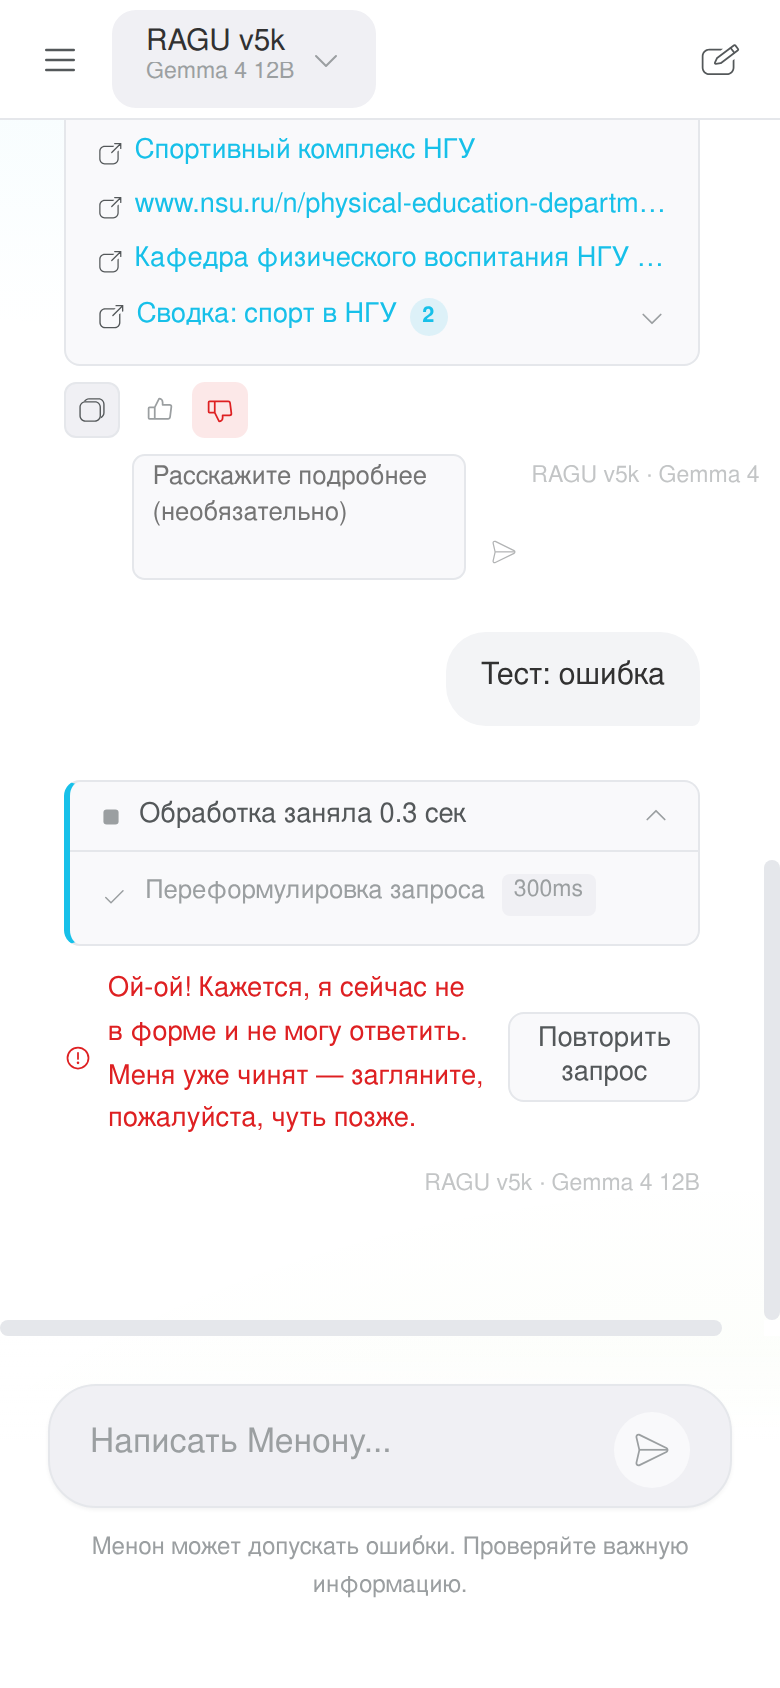 RAGU v5k
Gemma 4 12B
Спортивный комплекс НГУ
www.nsu.ru/n/physical-education-departm...
Кафедра физического воспитания НГУ ...
Сводка: спорт в НГУ 2
Расскажите подробнее
(необязательно)
RAGU v5k · Gemma 4
Тест: ошибка
Обработка заняла 0.3 сек
Переформулировка запроса 300ms
Ой-ой! Кажется, я сейчас не
в форме и не могу ответить.
Меня уже чинят — загляните,
пожалуйста, чуть позже.
Повторить
запрос
RAGU v5k · Gemma 4 12B
Написать Менону...
Менон может допускать ошибки. Проверяйте важную
информацию.